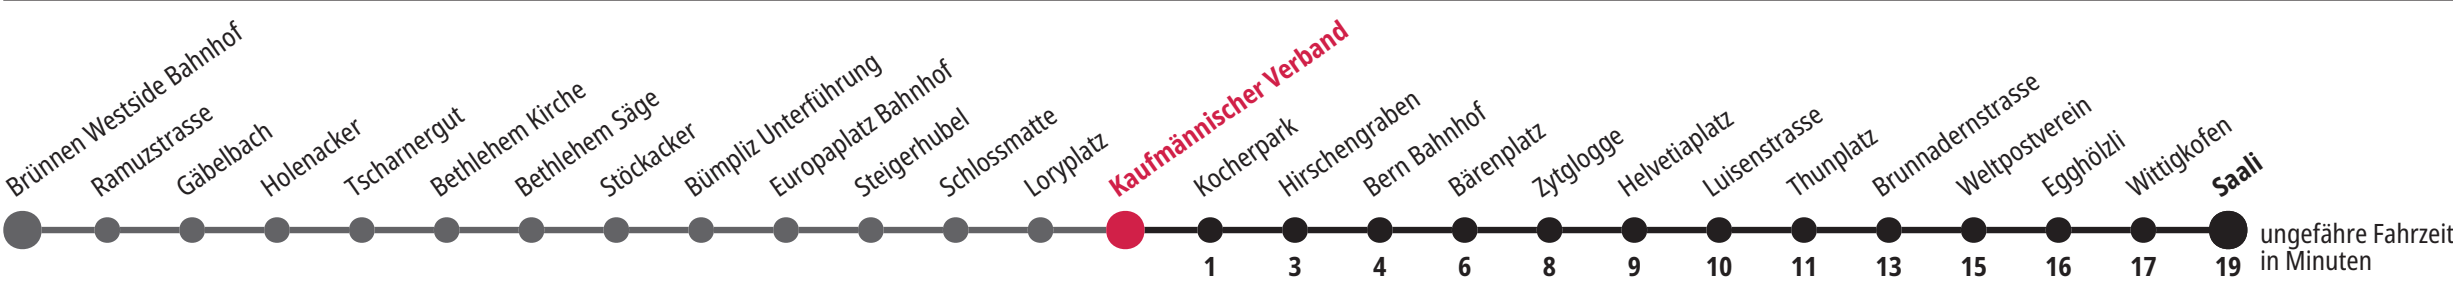 Brünnen Westside Bahnhof
Ramuzstrasse
Gäbelbach
Holenacker
Tscharnergut
Bethlehem Kirche
Bethlehem Säge
Stöckacker
Bümpliz Unterführung
Europaplatz Bahnhof
Steigerhubel
Schlossmatte
Loryplatz
Kaufmännischer Verband
Kocherpark
Hirschengraben
Bern Bahnhof
Bärenplatz
Zytglogge
Helvetiaplatz
Luisenstrasse
Thunplatz
Brunnadernstrasse
Weltpostverein
Egghölzli
Wittigkofen
Saali
1 3 4 6 8 9 10 11 13 15 16 17 19
ungefähre Fahrzeit
in Minuten